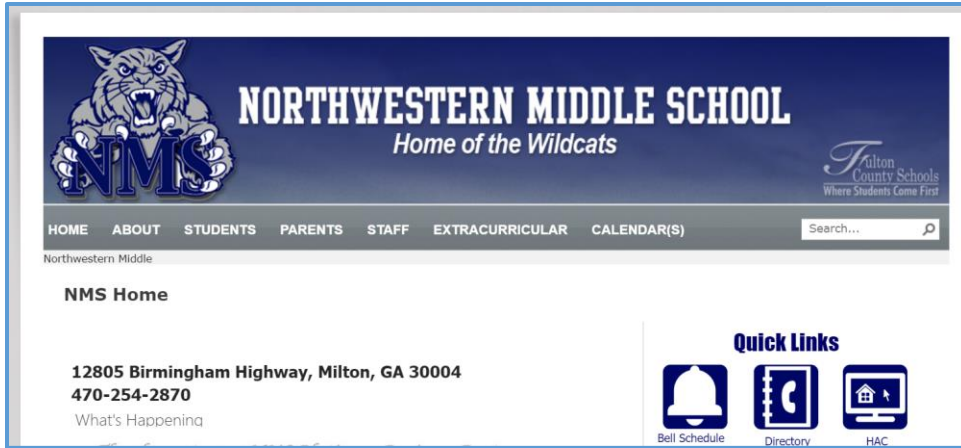 NMS
NORTHWESTERN MIDDLE SCHOOL
Home of the Wildcats
Fulton
County Schools
Where Students Come First
HOME ABOUT STUDENTS PARENTS STAFF EXTRACURRICULAR CALENDAR(S) Search...
Northwestern Middle
NMS Home
12805 Birmingham Highway, Milton, GA 30004
470-254-2870
What's Happening
Quick Links
Bell Schedule Directory HAC